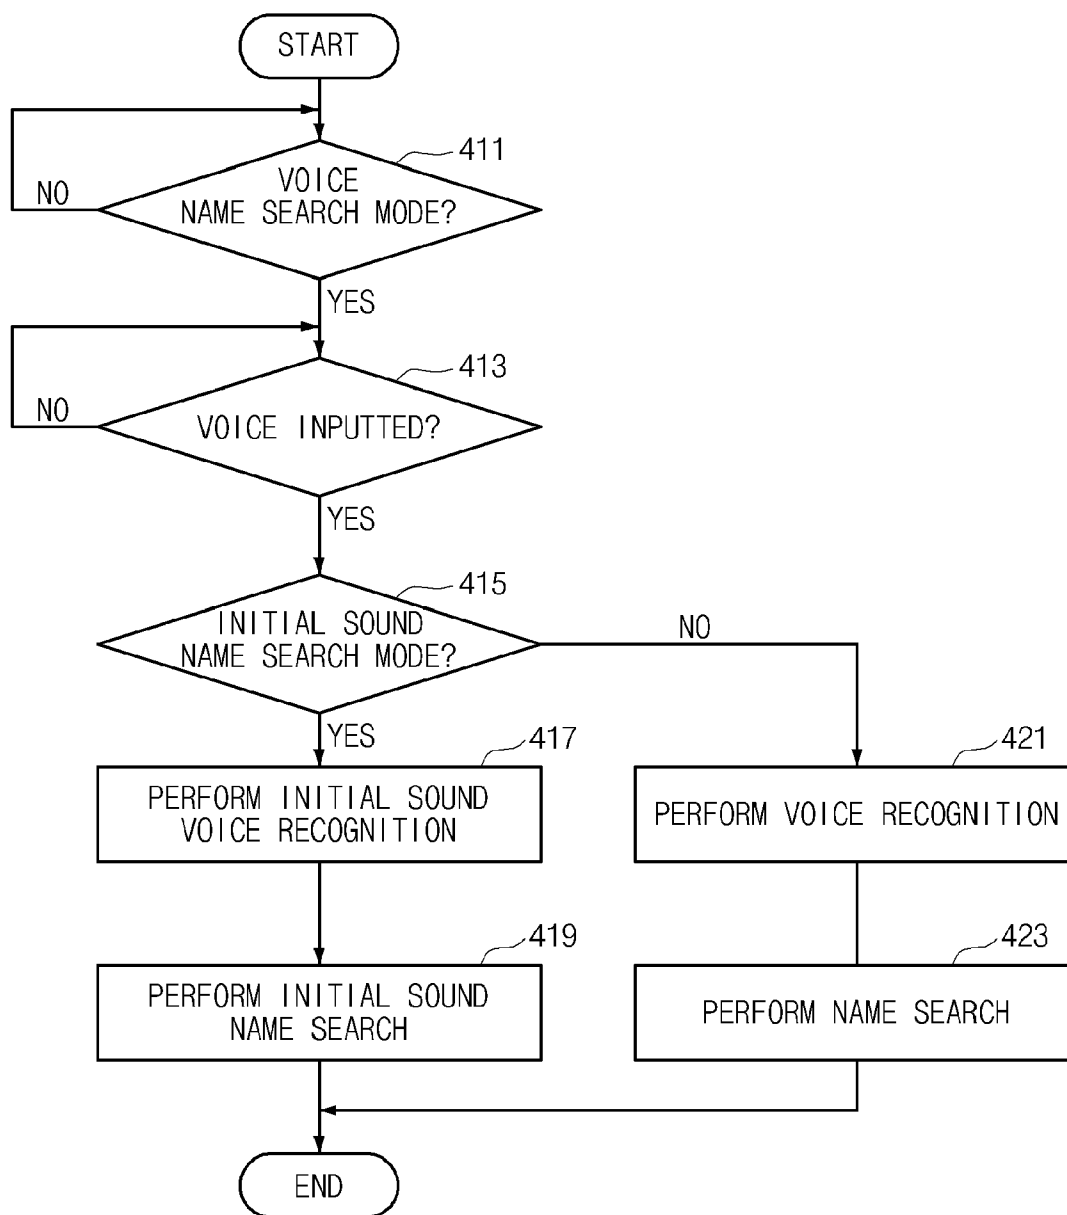 START
411
VOICE
NAME SEARCH MODE?
NO
YES
413
VOICE INPUTTED?
NO
YES
415
INITIAL SOUND
NAME SEARCH MODE?
NO
YES
417
PERFORM INITIAL SOUND
VOICE RECOGNITION
421
PERFORM VOICE RECOGNITION
419
PERFORM INITIAL SOUND
NAME SEARCH
423
PERFORM NAME SEARCH
END